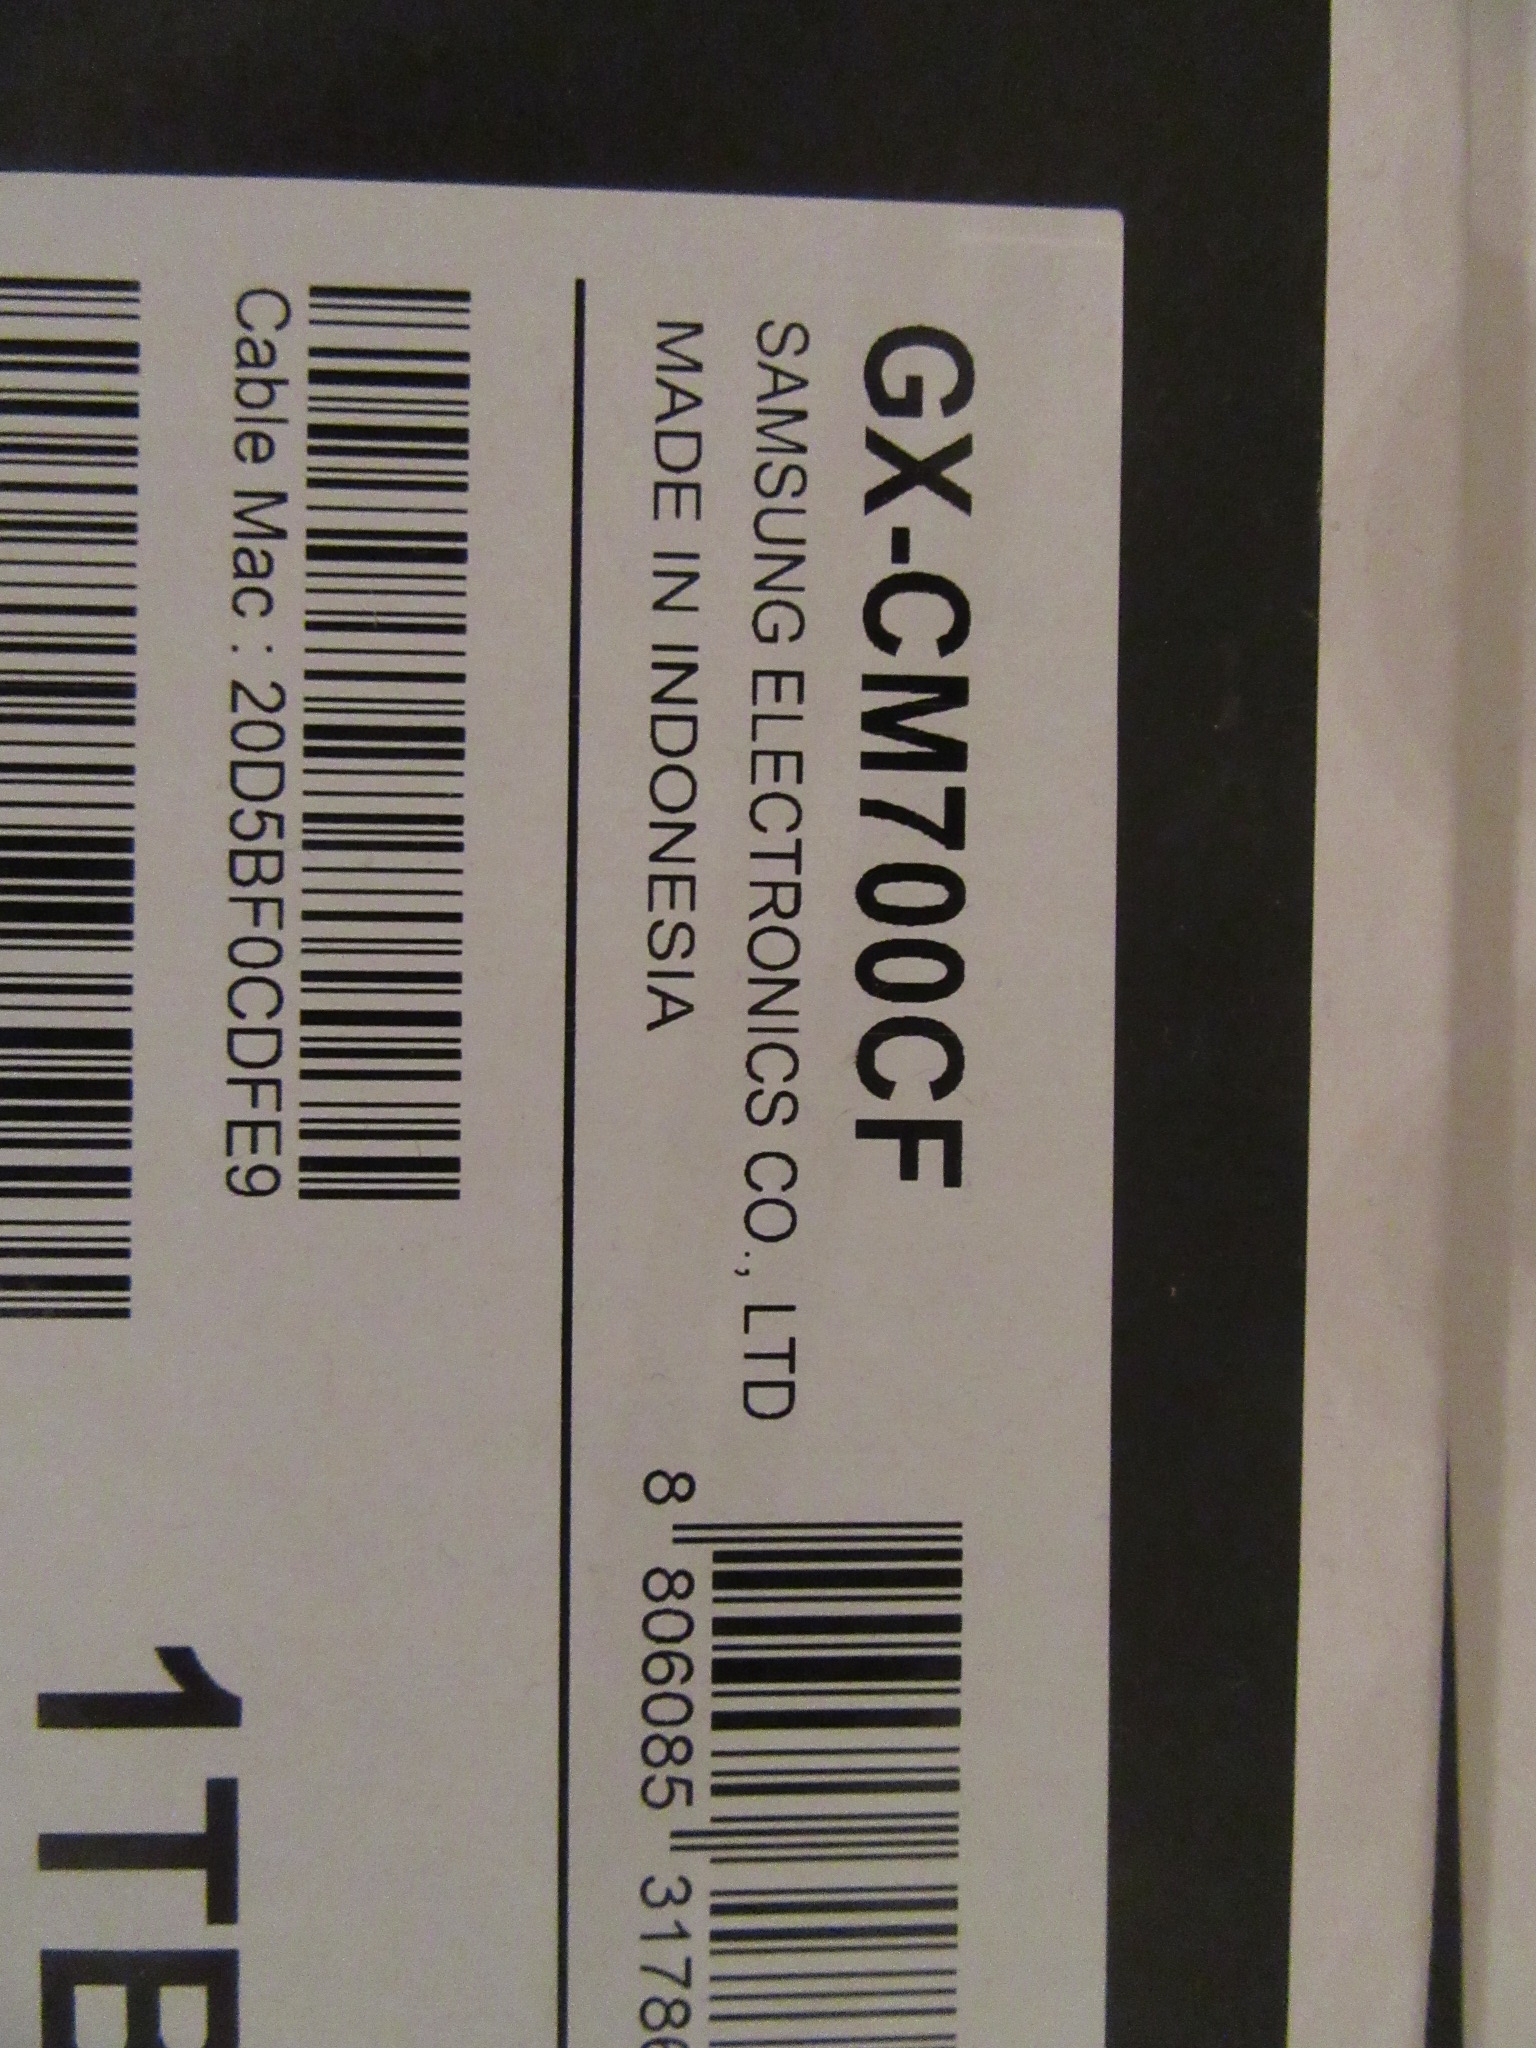 GX-CM700CF
SAMSUNG ELECTRONICS CO., LTD
MADE IN INDONESIA
8 806085 3178
Cable Mac : 20D5BF0CDFE9
1TB